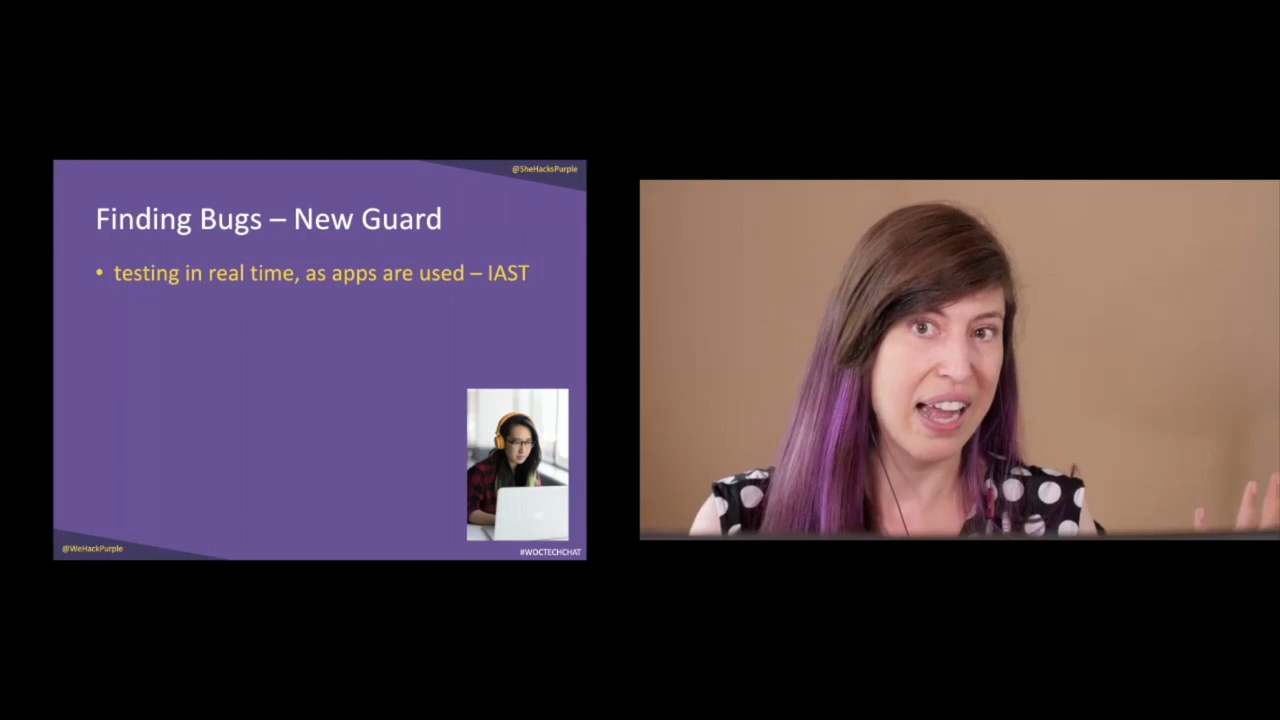 @SheHacksPurple
Finding Bugs – New Guard
• testing in real time, as apps are used – IAST
@WeHackPurple
#WOCTECHCHAT